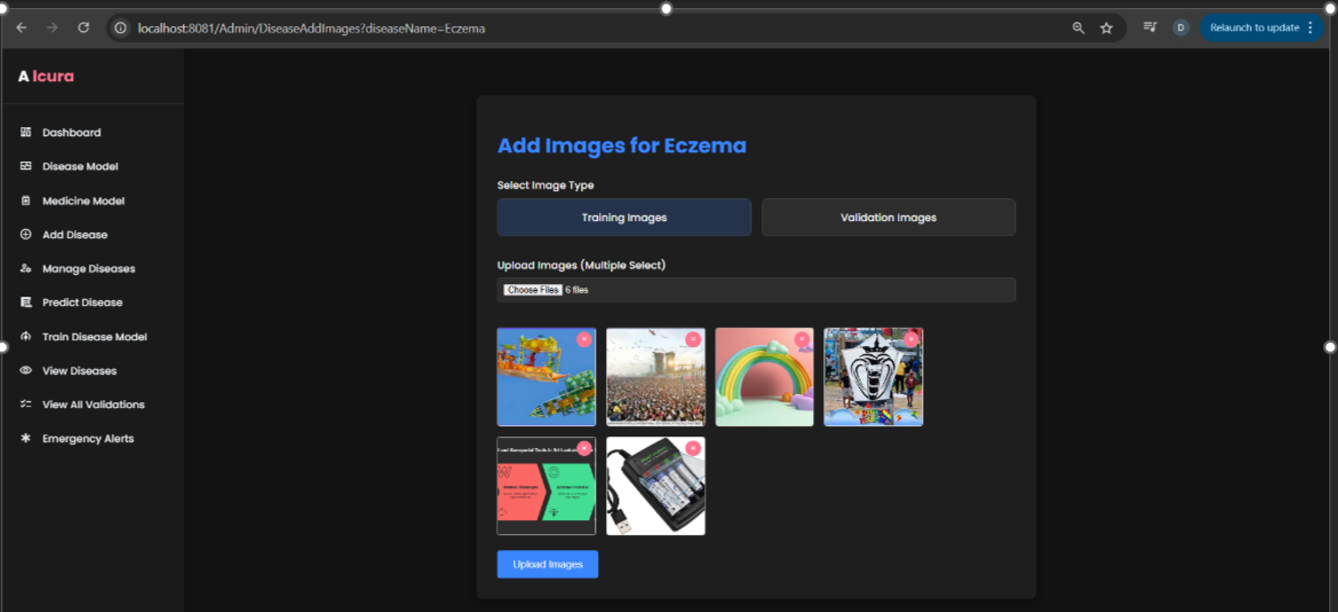 localhost:8081/Admin/DiseaseAddImages?diseaseName=Eczema
D
Relaunch to update
A Icura
Dashboard
Disease Model
Medicine Model
Add Disease
Manage Diseases
Predict Disease
Train Disease Model
View Diseases
View All Validations
Emergency Alerts
Add Images for Eczema
Select Image Type
Training Images
Validation Images
Upload Images (Multiple Select)
Choose Files 6 files
W
O
Upload Images